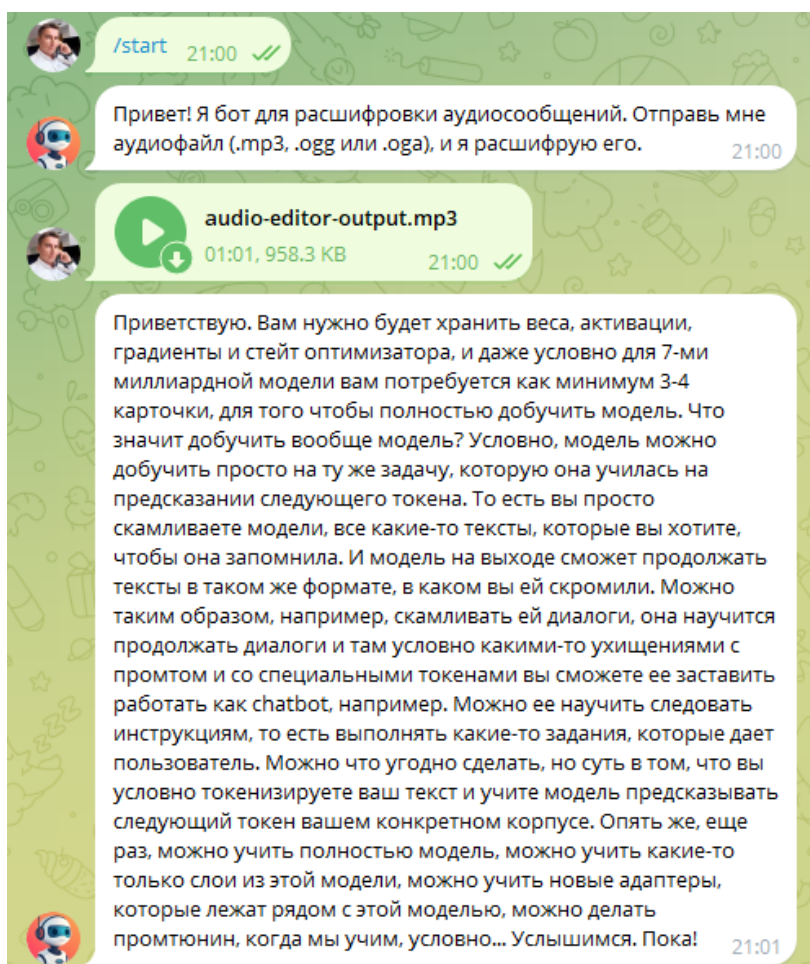 /start 21:00
Привет! Я бот для расшифровки аудиосообщений. Отправь мне
аудиофайл (.mp3, .ogg или .oga), и я расшифрую его. 21:00
audio-editor-output.mp3
01:01, 958.3 KB 21:00
Приветствую. Вам нужно будет хранить веса, активации,
градиенты и стейт оптимизатора, и даже условно для 7-ми
миллиардной модели вам потребуется как минимум 3-4
карточки, для того чтобы полностью добучить модель. Что
значит добучить вообще модель? Условно, модель можно
добучить просто на ту же задачу, которую она училась на
предсказании следующего токена. То есть вы просто
скамливаете модели, все какие-то тексты, которые вы хотите,
чтобы она запомнила. И модель на выходе сможет продолжать
тексты в таком же формате, в каком вы ей скромили. Можно
таким образом, например, скамливать ей диалоги, она научится
продолжать диалоги и там условно какими-то ухищениями с
промтом и со специальными токенами вы сможете ее заставить
работать как chatbot, например. Можно ее научить следовать
инструкциям, то есть выполнять какие-то задания, которые дает
пользователь. Можно что угодно сделать, но суть в том, что вы
условно токенизируете ваш текст и учите модель предсказывать
следующий токен вашем конкретном корпусе. Опять же, еще
раз, можно учить полностью модель, можно учить какие-то
только слои из этой модели, можно учить новые адаптеры,
которые лежат рядом с этой моделью, можно делать
промтюнин, когда мы учим, условно... Услышимся. Пока! 21:01